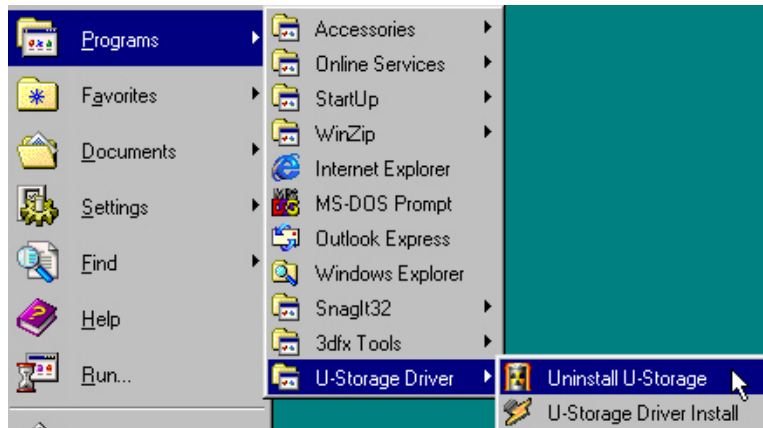 Programs
Favorites
Documents
Settings
Find
Help
Run...
Accessories
Online Services
StartUp
WinZip
Internet Explorer
MS-DOS Prompt
Outlook Express
Windows Explorer
SnagIt32
3dfx Tools
U-Storage Driver
Uninstall U-Storage
U-Storage Driver Install